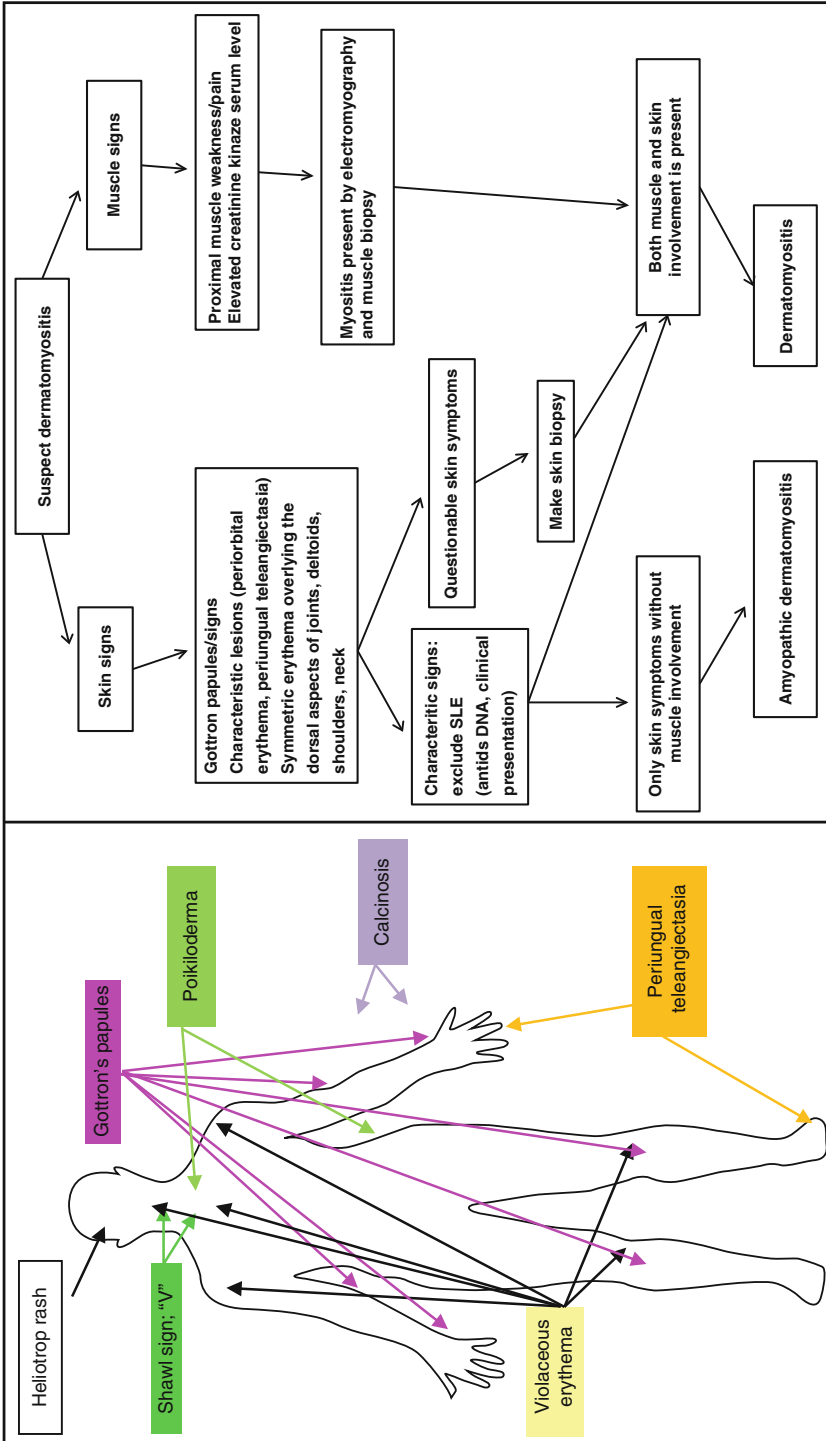 Heliotrop rash
Shawl sign; “V”
Gottron’s papules
Poikiloderma
Calcinosis
Violaceous
erythema
Periungual
teleangiectasia
Suspect dermatomyositis
Skin signs
Muscle signs
Gottron papules/signs
Characteristic lesions (periorbital
erythema, periungual teleangiectasia)
Symmetric erythema overlying the
dorsal aspects of joints, deltoids,
shoulders, neck
Proximal muscle weakness/pain
Elevated creatinine kinaze serum level
Myositis present by electromyography
and muscle biopsy
Characteritic signs:
exclude SLE
(antids DNA, clinical
presentation)
Questionable skin symptoms
Make skin biopsy
Only skin symptoms without
muscle involvement
Both muscle and skin
involvement is present
Amyopathic dermatomyositis
Dermatomyositis